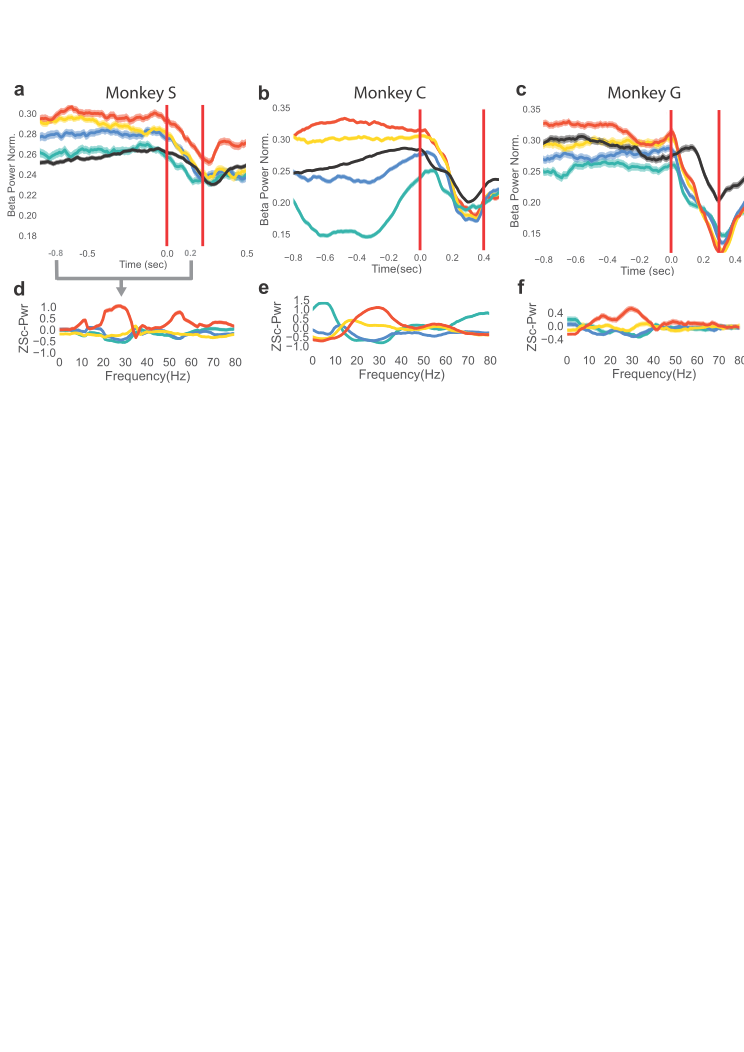 a Monkey S
Beta Power Norm.
0.30
0.28
0.26
0.24
0.22
0.20
0.18
-0.8 -0.5 0.0 0.2 0.5
Time (sec)
b Monkey C
Beta Power Norm.
0.35
0.30
0.25
0.20
0.15
−0.8 −0.6 −0.4 −0.2 0.0 0.2 0.4
Time(sec)
c Monkey G
Beta Power Norm.
0.35
0.30
0.25
0.20
0.15
−0.8 −0.6 −0.4 −0.2 0.0 0.2 0.4
Time (sec)
d
ZSc-Pwr
1.0
0.5
0.0
−0.5
−1.0
0 10 20 30 40 50 60 70 80
Frequency(Hz)
e
ZSc-Pwr
1.5
1.0
0.5
0.0
−0.5
−1.0
0 10 20 30 40 50 60 70 80
Frequency(Hz)
f
ZSc-Pwr
0.4
0.0
−0.4
0 10 20 30 40 50 60 70 80
Frequency(Hz)